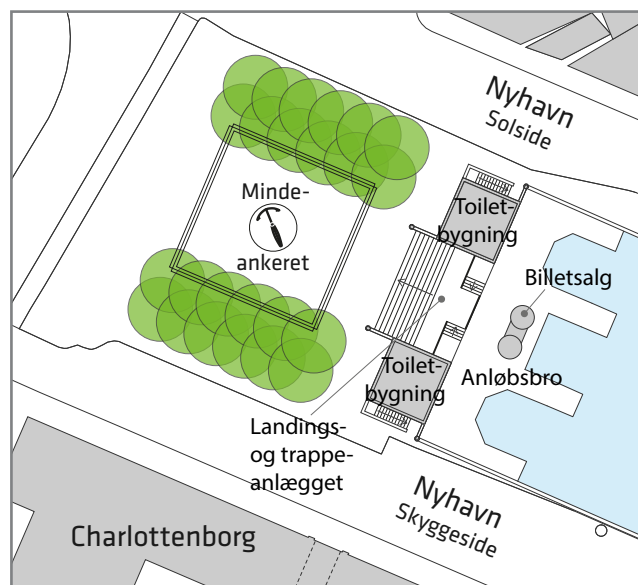 Nyhavn
Solside
Minde-
ankeret
Toilet-
bygning
Billetsalg
Anløbsbro
Toilet-
bygning
Landings-
og trappe-
anlægget
Nyhavn
Skyggeside
Charlottenborg